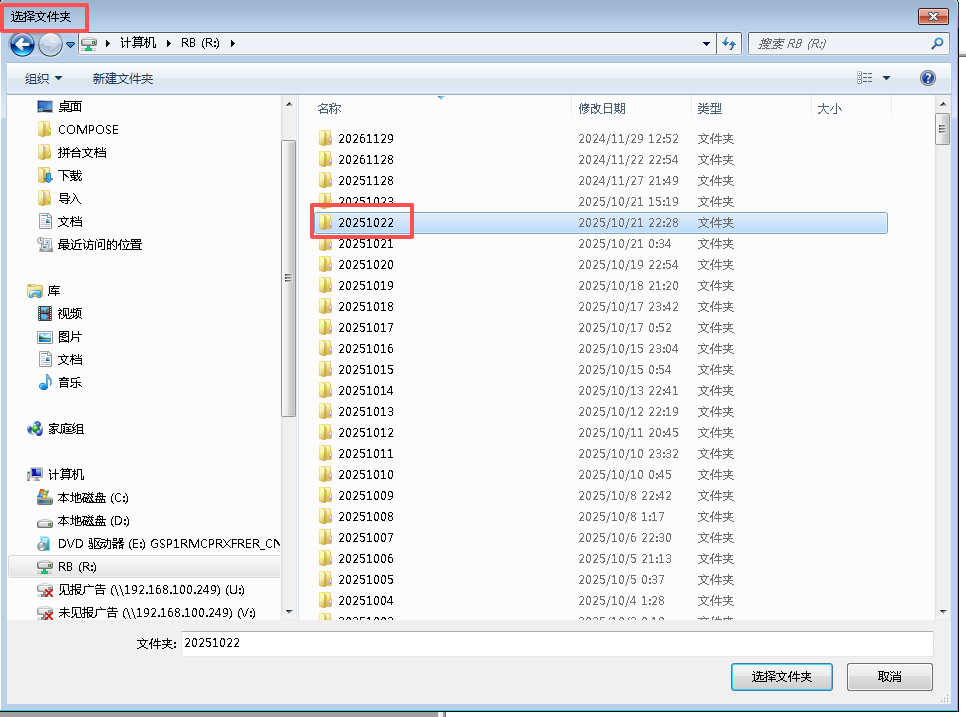 选择文件夹
计算机 RB (R:)
搜索 RB (R:)
组织 新建文件夹
名称 修改日期 类型 大小
桌面
COMPOSE
拼合文档
下载
导入
文档
最近访问的位置
库
视频
图片
文档
音乐
家庭组
计算机
本地磁盘 (C:)
本地磁盘 (D:)
DVD 驱动器 (E:) GSP1RMCPRXFRER_CN
RB (R:)
见报广告 (\\192.168.100.249) (U:)
未见报广告 (\\192.168.100.249) (V:)
20261129 2024/11/29 12:52 文件夹
20261128 2024/11/22 22:54 文件夹
20251128 2024/11/27 21:49 文件夹
20251023 2025/10/21 15:19 文件夹
20251022 2025/10/21 22:28 文件夹
20251021 2025/10/21 0:34 文件夹
20251020 2025/10/19 22:54 文件夹
20251019 2025/10/18 21:20 文件夹
20251018 2025/10/17 23:42 文件夹
20251017 2025/10/17 0:52 文件夹
20251016 2025/10/15 23:04 文件夹
20251015 2025/10/15 0:54 文件夹
20251014 2025/10/13 22:41 文件夹
20251013 2025/10/12 22:19 文件夹
20251012 2025/10/11 20:45 文件夹
20251011 2025/10/10 23:32 文件夹
20251010 2025/10/10 0:45 文件夹
20251009 2025/10/8 22:42 文件夹
20251008 2025/10/8 1:17 文件夹
20251007 2025/10/6 22:30 文件夹
20251006 2025/10/5 21:13 文件夹
20251005 2025/10/5 0:37 文件夹
20251004 2025/10/4 1:28 文件夹
文件夹: 20251022
选择文件夹 取消